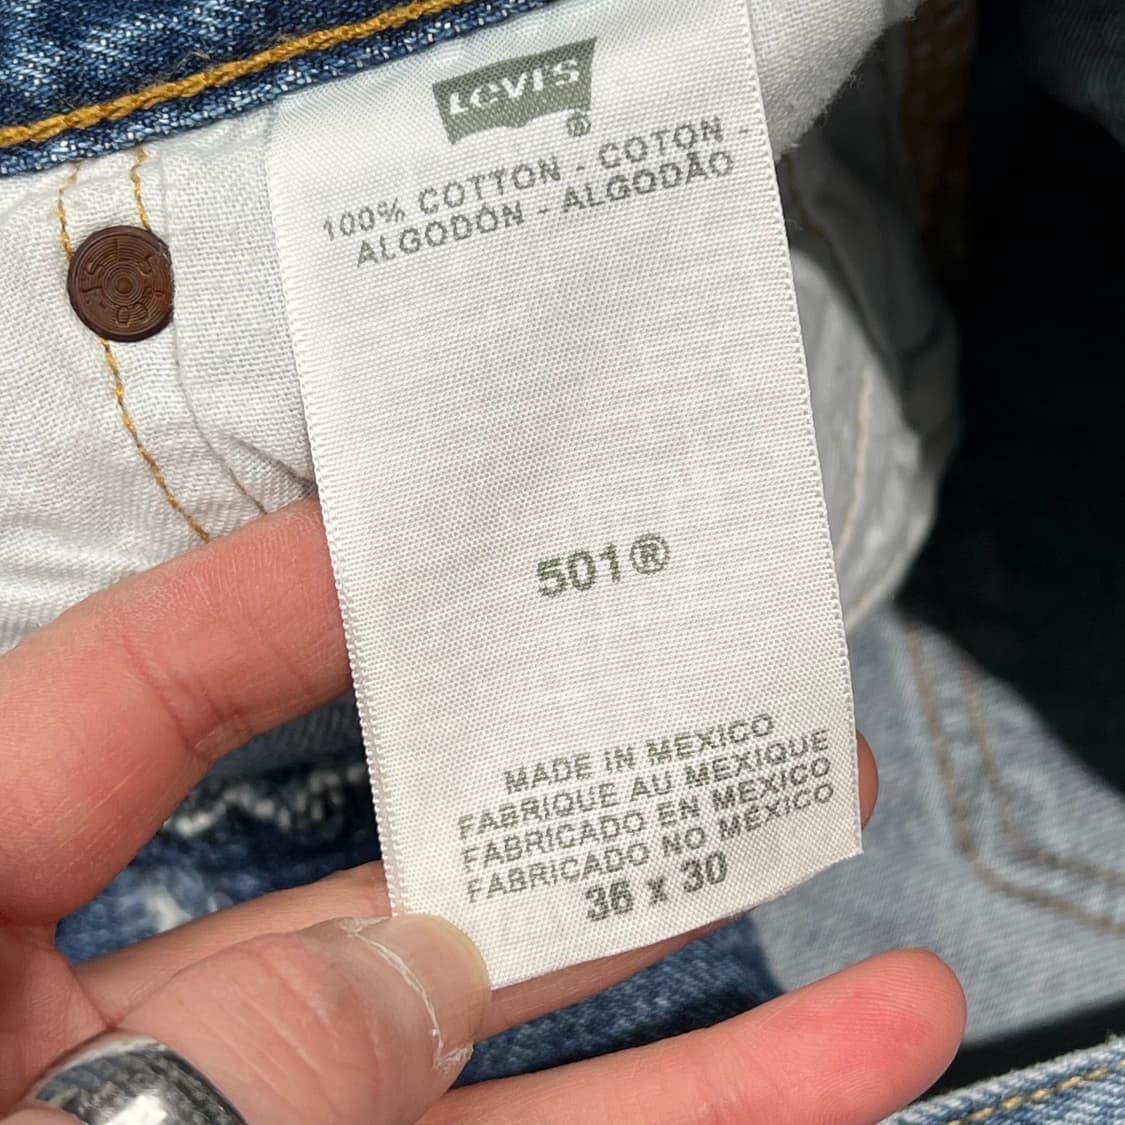 LEVI'S
®
100% COTTON - COTON -
ALGODÓN - ALGODÃO
501®
MADE IN MEXICO
FABRIQUE AU MEXIQUE
FABRICADO EN MEXICO
FABRICADO NO MÉXICO
36 x 30